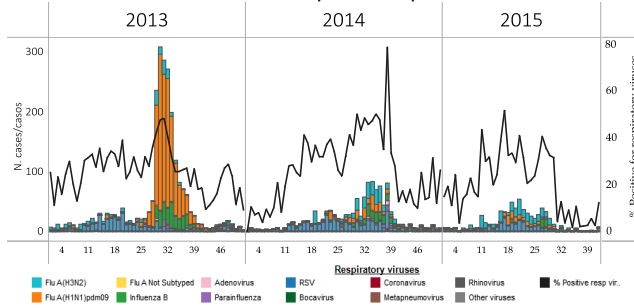 2013 2014 2015
300
200
100
0
N. cases/casos
80
60
40
20
0
4 11 18 25 32 39 46 4 11 18 25 32 39 46 4 11 18 25 32 39
Respiratory viruses
Flu A(H3N2) Flu A Not Subtyped Adenovirus RSV Coronavirus Rhinovirus % Positive resp vir..
Flu A(H1N1)pdm09 Influenza B Parainfluenza Bocavirus Metapneumovirus Other viruses